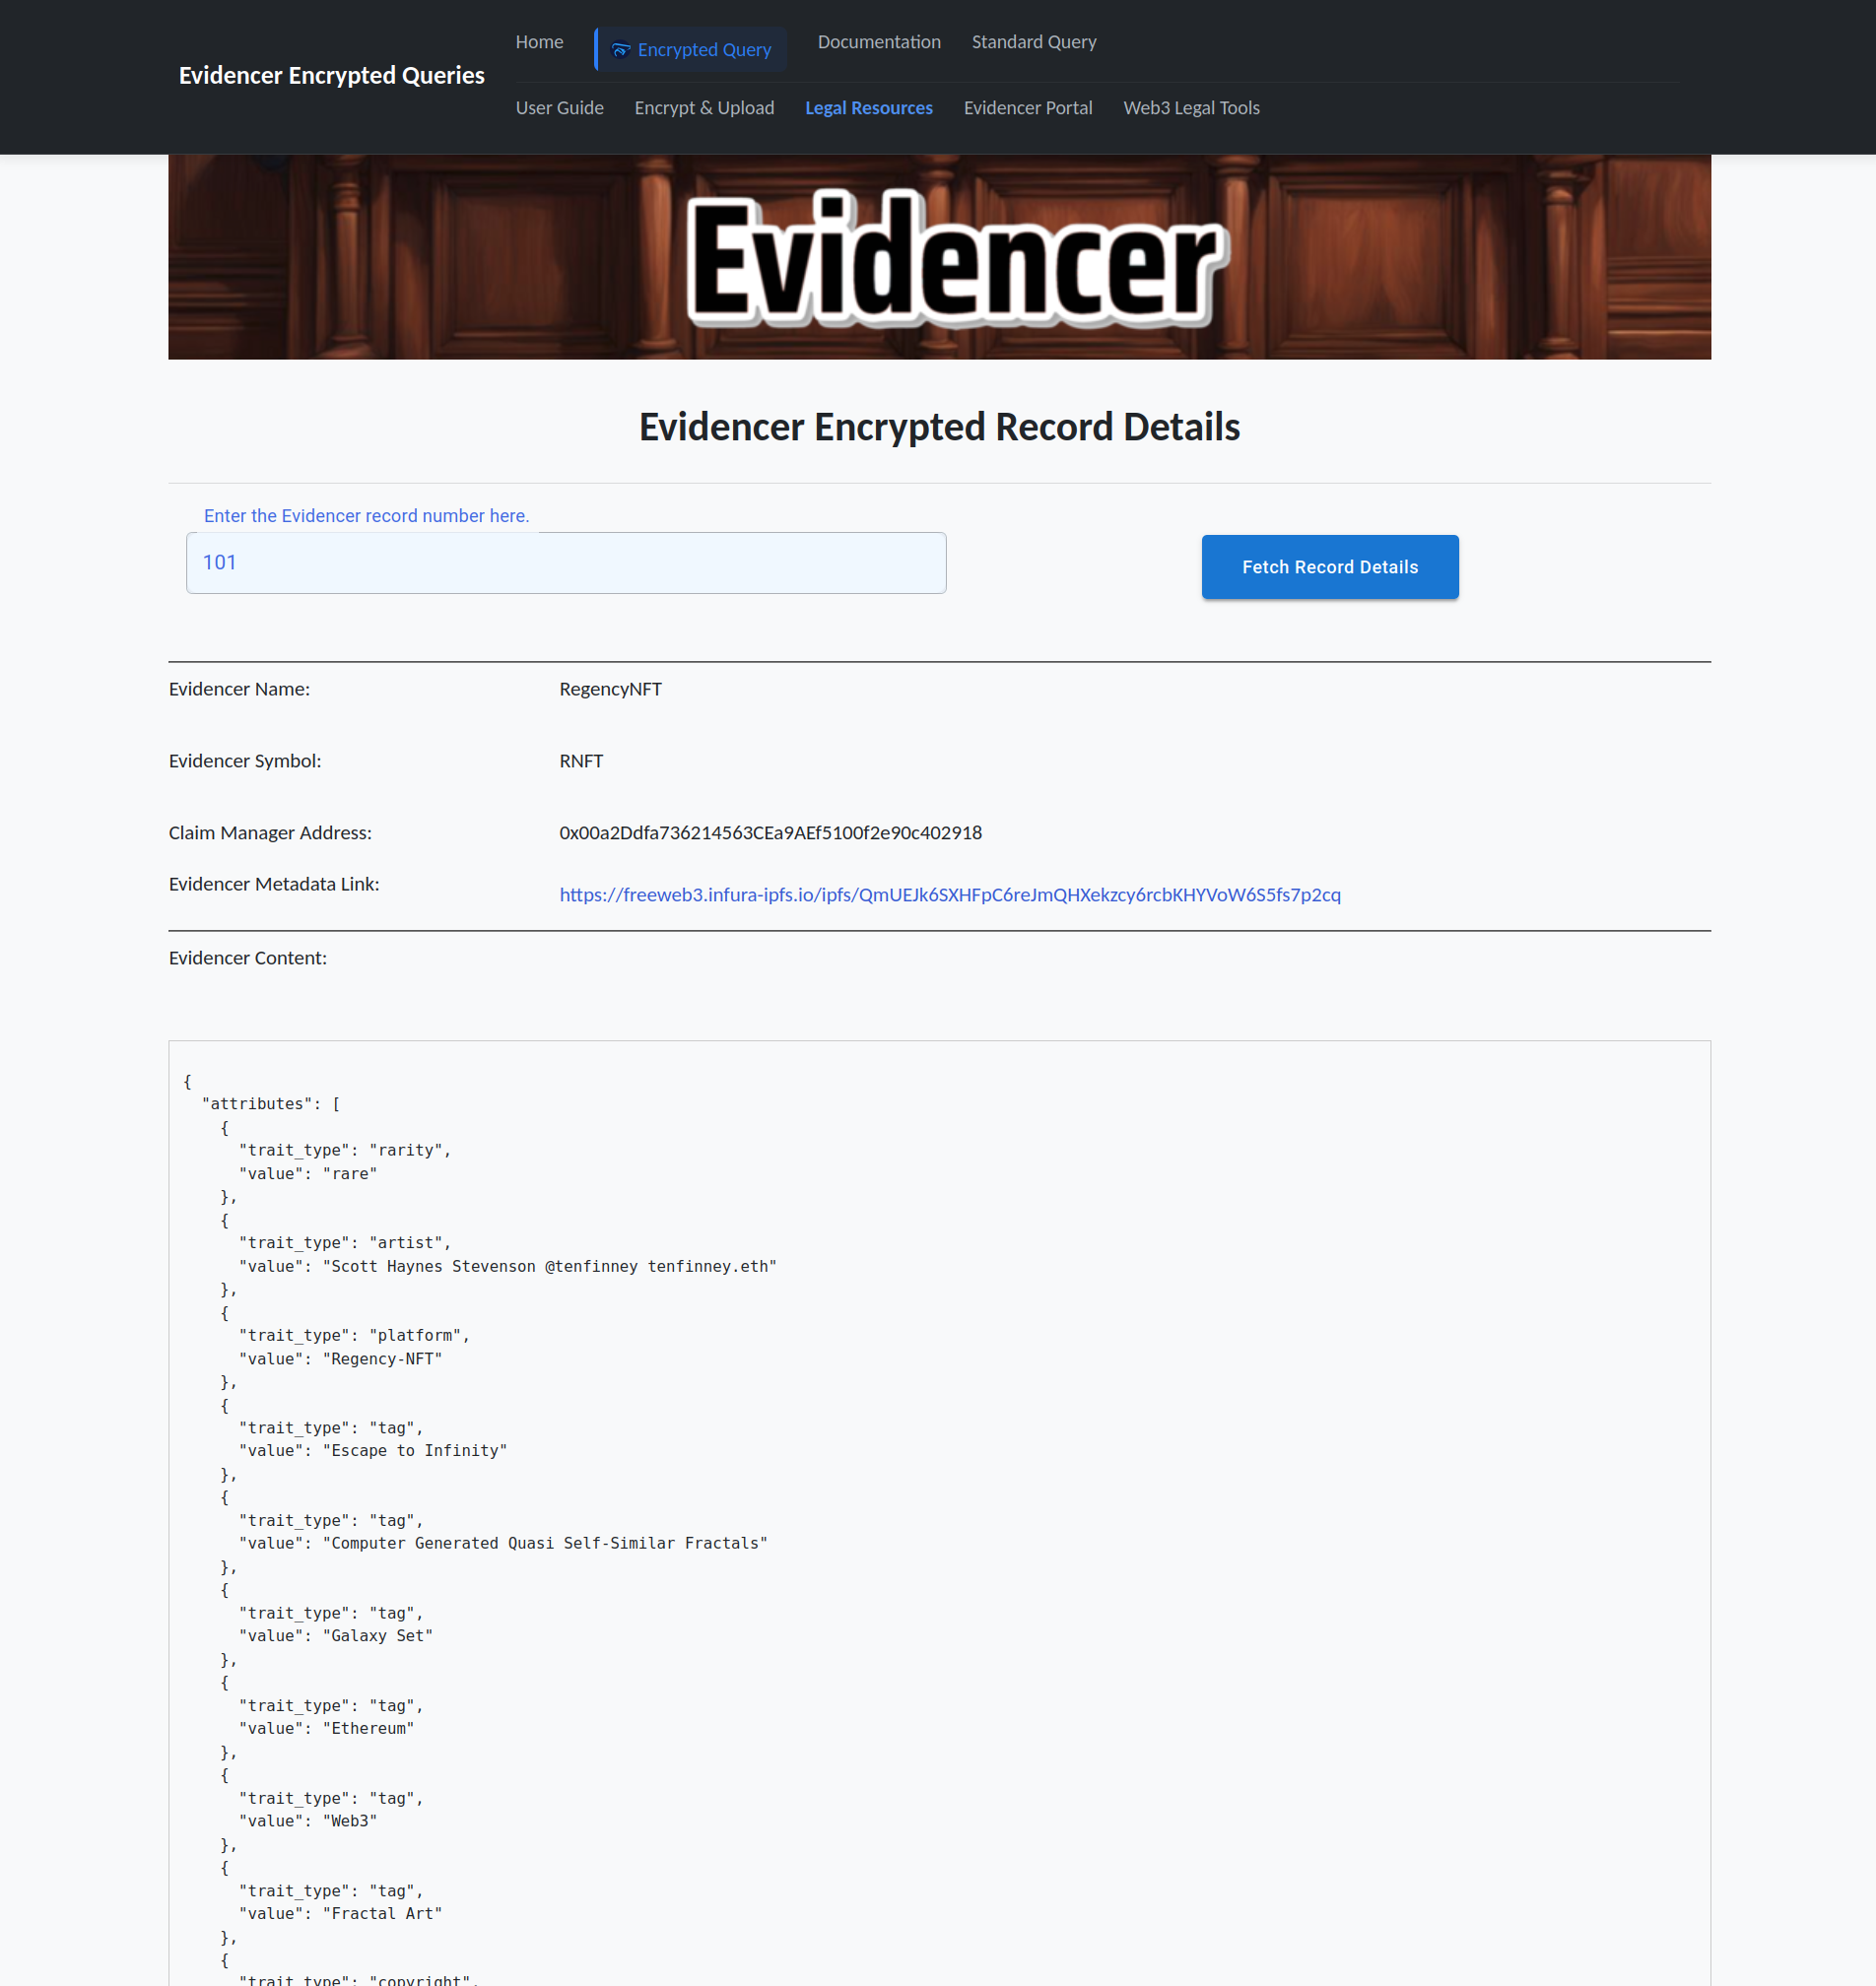 Evidencer Encrypted Queries
Home Encrypted Query Documentation Standard Query
User Guide Encrypt & Upload Legal Resources Evidencer Portal Web3 Legal Tools
Evidencer
Evidencer Encrypted Record Details
Enter the Evidencer record number here.
101
Fetch Record Details
Evidencer Name: RegencyNFT
Evidencer Symbol: RNFT
Claim Manager Address: 0x00a2Ddfa736214563CEa9AEf5100f2e90c402918
Evidencer Metadata Link: https://freeweb3.infura-ipfs.io/ipfs/QmUEJk6SXHFpC6reJmQHXekzcy6rcbKHYVoW6S5fs7p2cq
Evidencer Content:
{
  "attributes": [
    {
      "trait_type": "rarity",
      "value": "rare"
    },
    {
      "trait_type": "artist",
      "value": "Scott Haynes Stevenson @tenfinney tenfinney.eth"
    },
    {
      "trait_type": "platform",
      "value": "Regency-NFT"
    },
    {
      "trait_type": "tag",
      "value": "Escape to Infinity"
    },
    {
      "trait_type": "tag",
      "value": "Computer Generated Quasi Self-Similar Fractals"
    },
    {
      "trait_type": "tag",
      "value": "Galaxy Set"
    },
    {
      "trait_type": "tag",
      "value": "Ethereum"
    },
    {
      "trait_type": "tag",
      "value": "Web3"
    },
    {
      "trait_type": "tag",
      "value": "Fractal Art"
    },
    {
      "trait_type": "copyright",